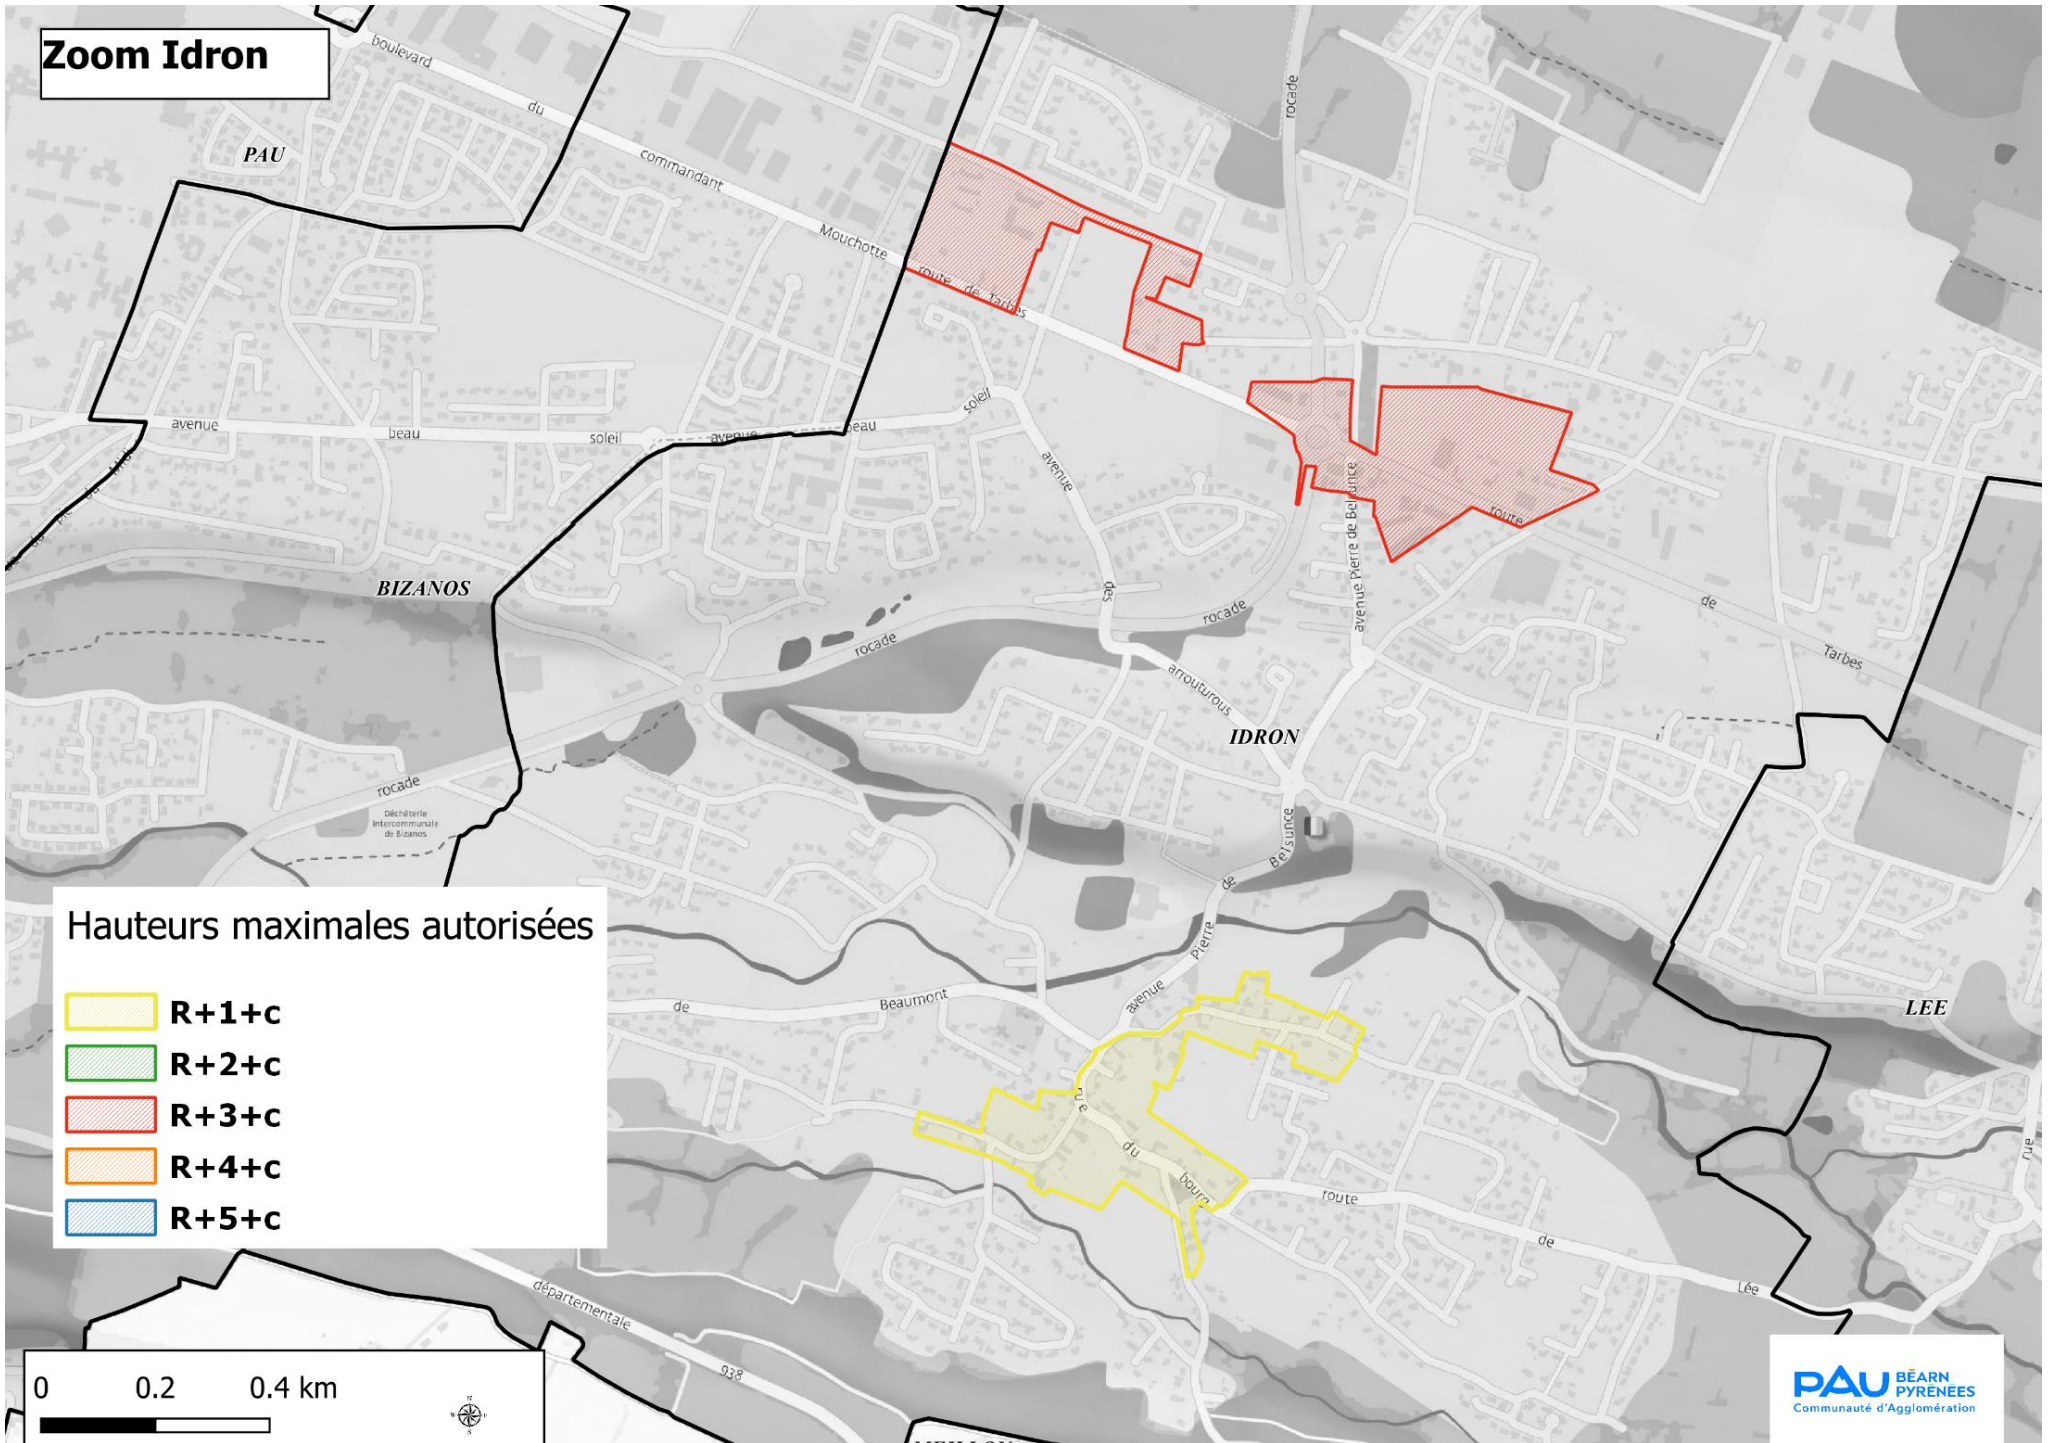 Zoom Idron
boulevard
du
commandant
Mouchotte
route de Tarbes
rocade
PAU
avenue
beau
soleil
avenue
beau
soleil
avenue
des
arrouturous
avenue Pierre de Belsunce
route
de
Tarbes
du
BIZANOS
rocade
rocade
IDRON
rocade
Déchèterie
Intercommunale
de Bizanos
Belsunce
de
Pierre
avenue
de
Beaumont
LEE
rue
du
bourg
route
de
Lée
rue
Hauteurs maximales autorisées
R+1+c
R+2+c
R+3+c
R+4+c
R+5+c
départementale
938
0 0.2 0.4 km
MEILLON
PAU BÉARN
PYRÉNÉES
Communauté d'Agglomération